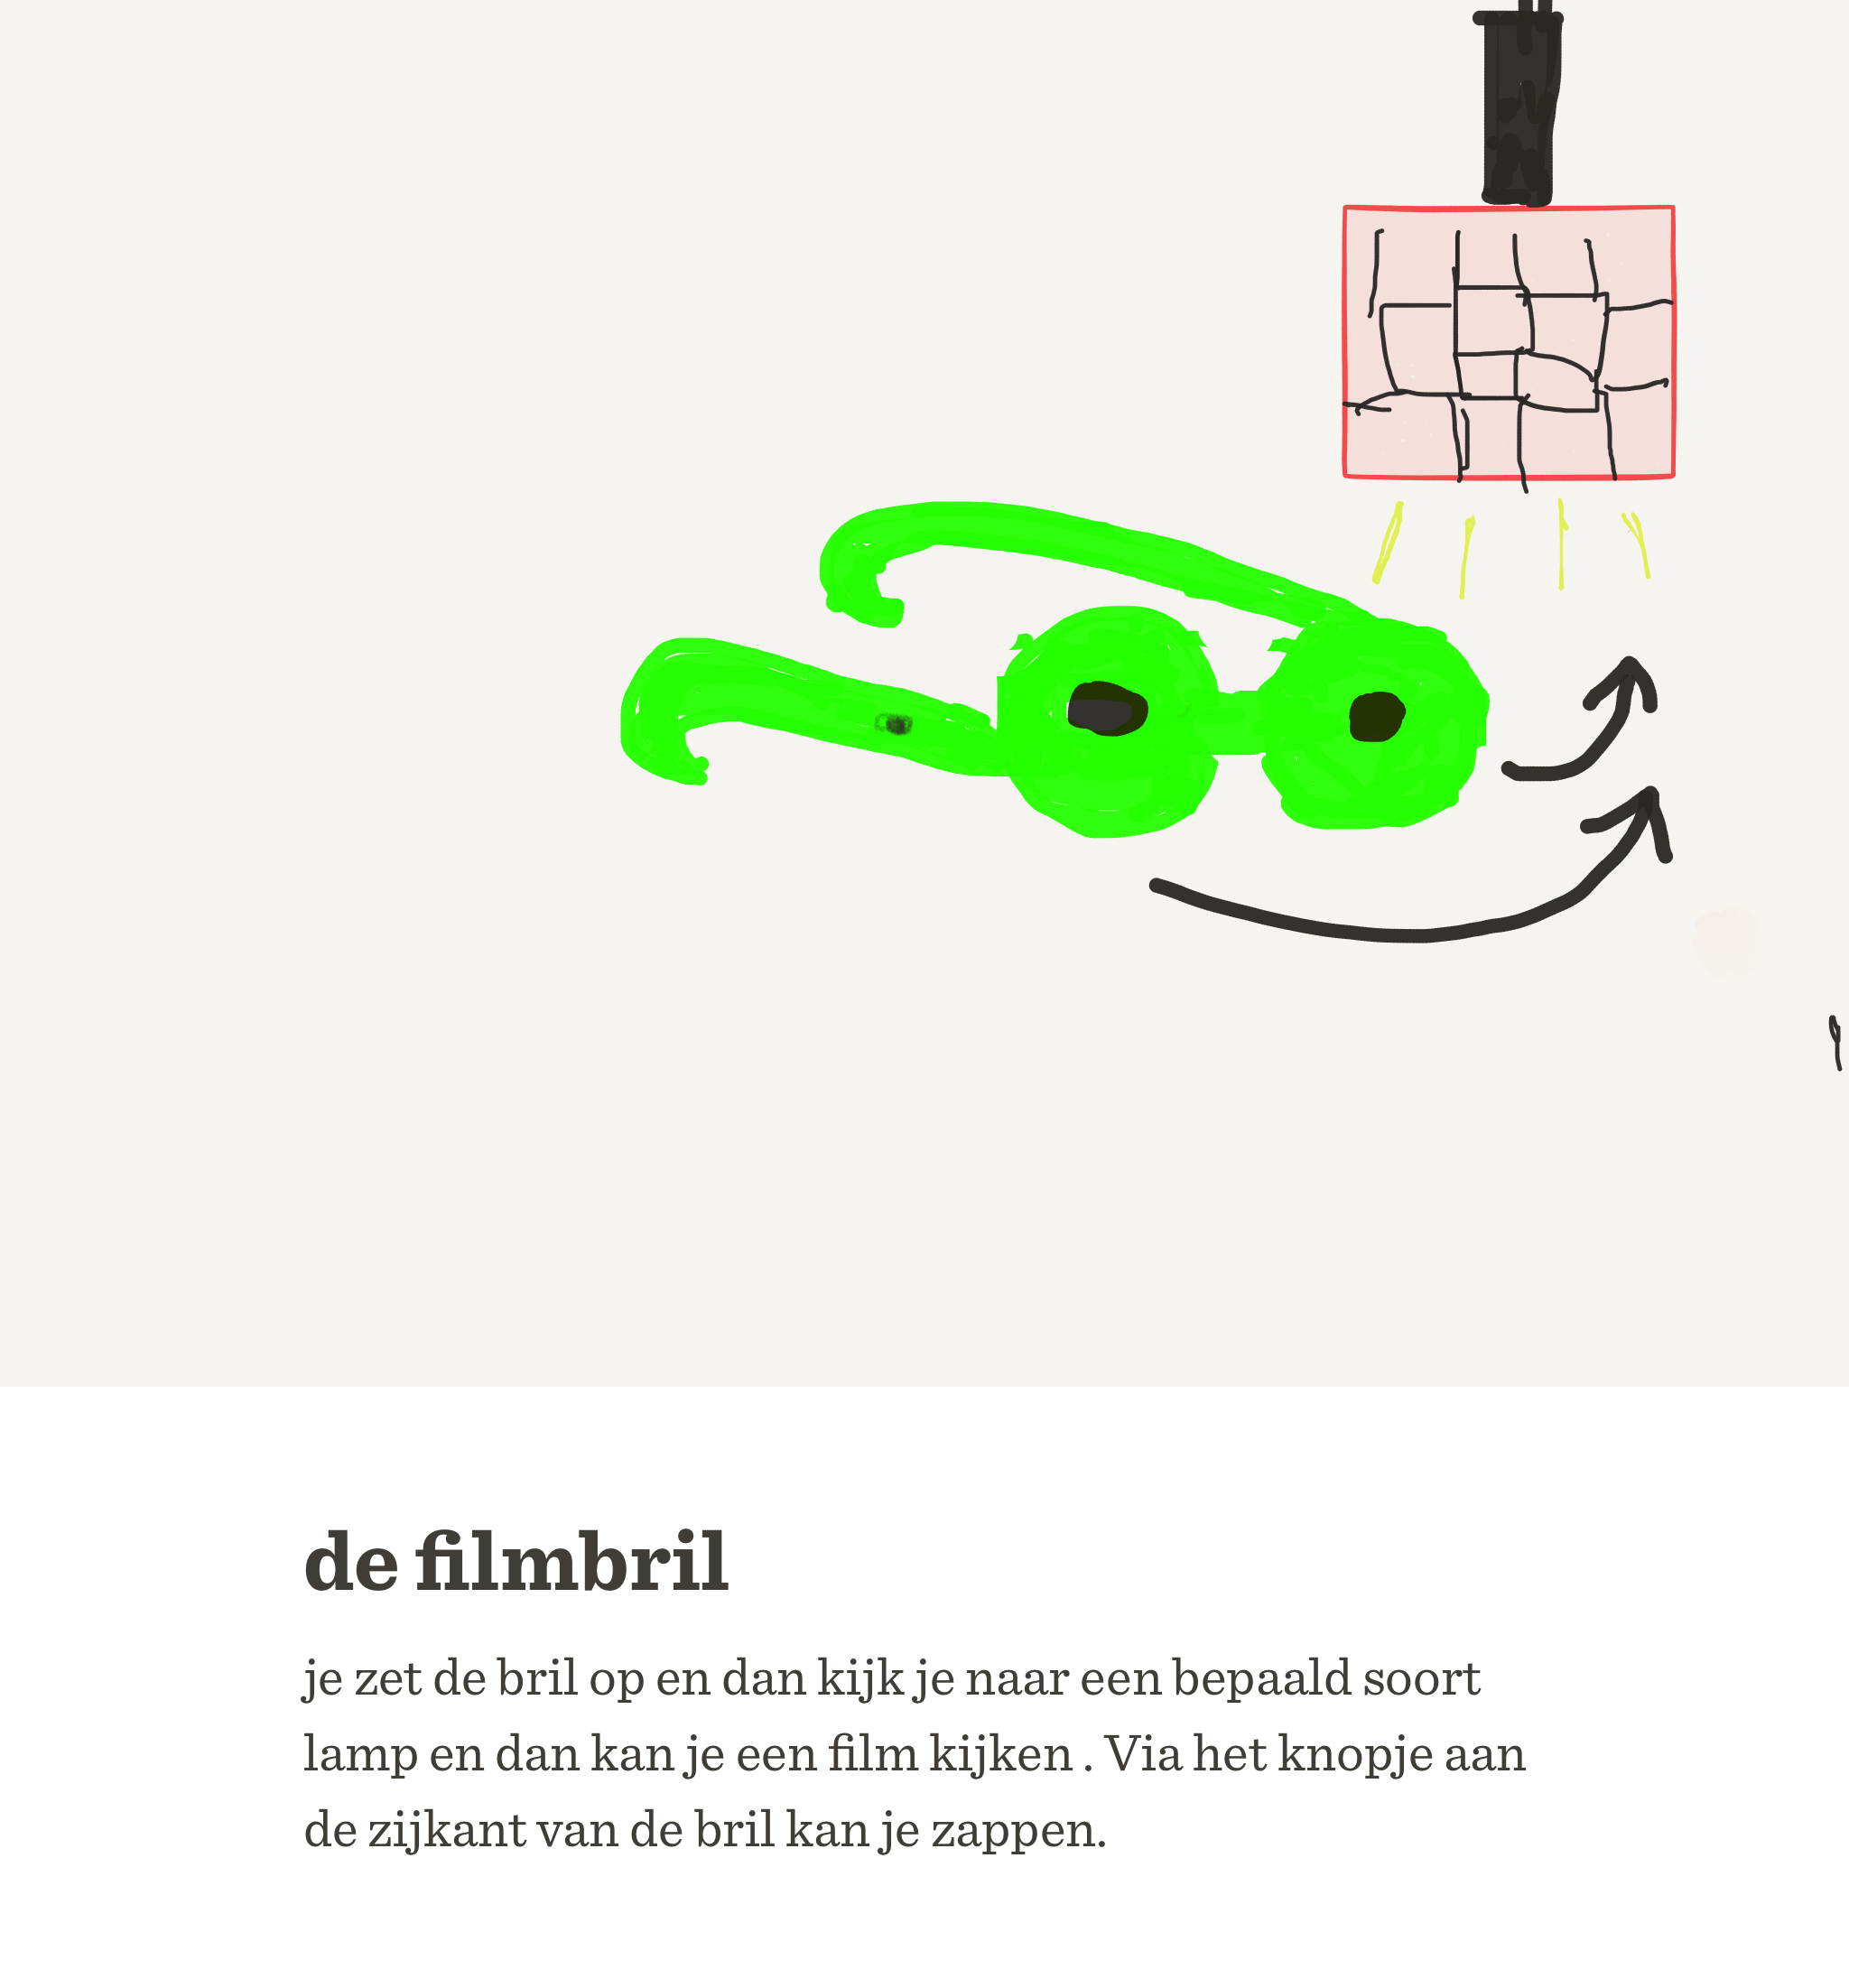 de filmbril
je zet de bril op en dan kijk je naar een bepaald soort
lamp en dan kan je een film kijken . Via het knopje aan
de zijkant van de bril kan je zappen.